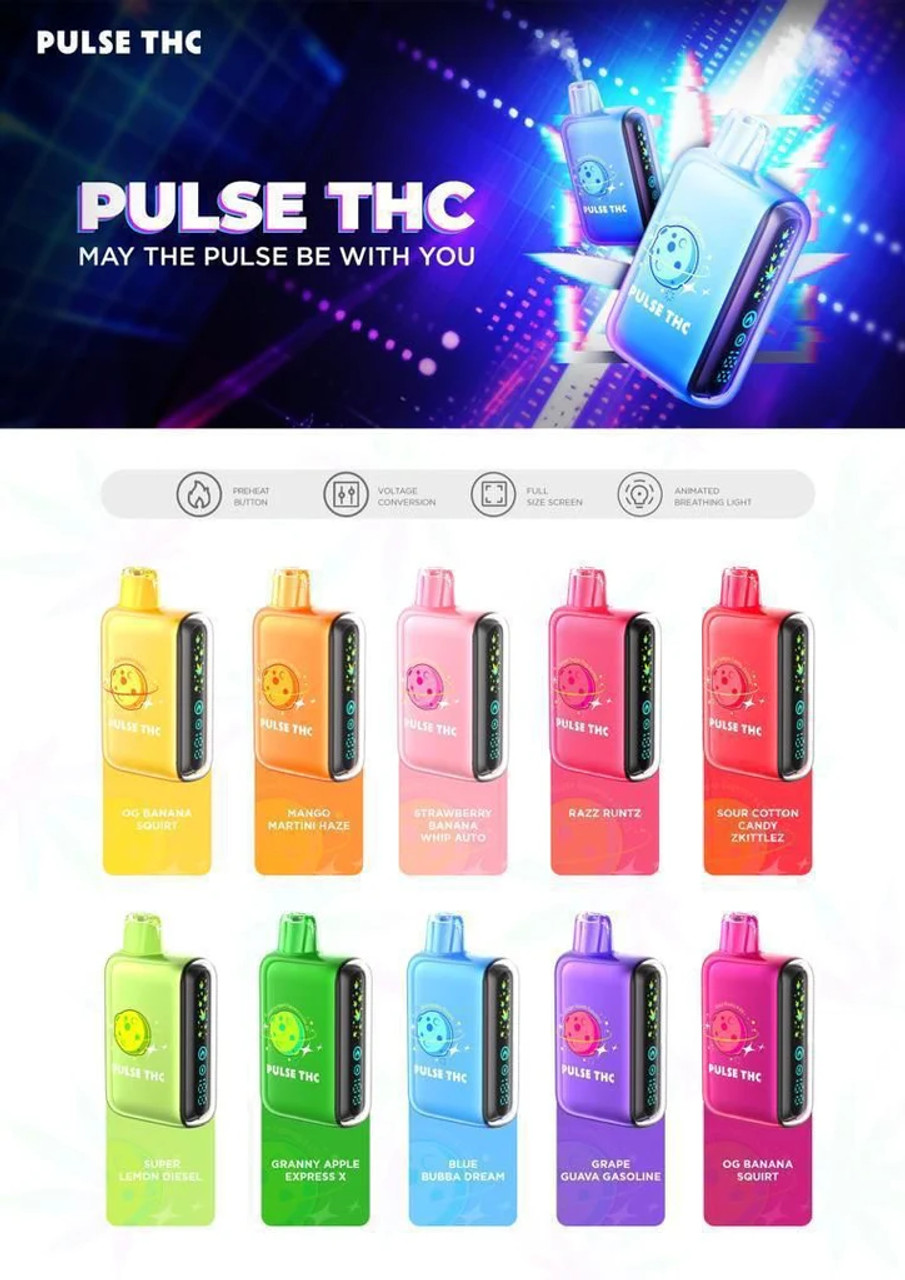 PULSE THC
PULSE THC
MAY THE PULSE BE WITH YOU
PULSE THC
PULSE THC
PREHEAT
BUTTON
VOLTAGE
CONVERSION
FULL
SIZE SCREEN
ANIMATED
BREATHING LIGHT
PULSE THC
PULSE THC
PULSE THC
PULSE THC
PULSE THC
OG BANANA
SQUIRT
MANGO
MARTINI HAZE
STRAWBERRY
BANANA
WHIP AUTO
RAZZ RUNTZ
SOUR COTTON
CANDY
ZKITTLEZ
PULSE THC
PULSE THC
PULSE THC
PULSE THC
PULSE THC
SUPER
LEMON DIESEL
GRANNY APPLE
EXPRESS X
BLUE
BUBBA DREAM
GRAPE
GUAVA GASOLINE
OG BANANA
SQUIRT